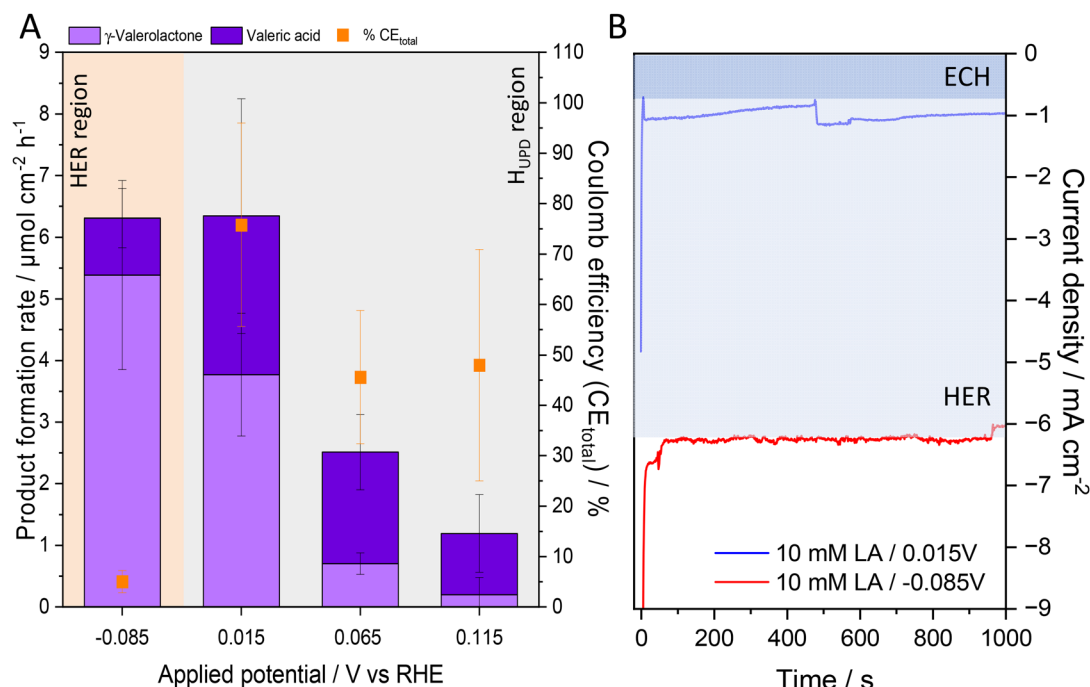 A
γ-Valerolactone Valeric acid % CEtotal
9
8
7
6
5
4
3
2
1
0
Product formation rate / µmol cm⁻² h⁻¹
HER region
HUPD region
110
100
90
80
70
60
50
40
30
20
10
0
Coulomb efficiency (CEtotal) / %
-0.085 0.015 0.065 0.115
Applied potential / V vs RHE
B
ECH
HER
0
−1
−2
−3
−4
−5
−6
−7
−8
−9
Current density / mA cm⁻²
10 mM LA / 0.015V
10 mM LA / -0.085V
0 200 400 600 800 1000
Time / s